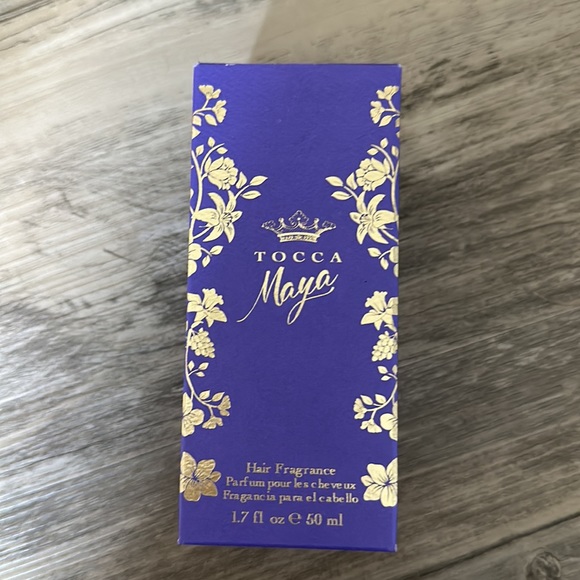 TOCCA
Maya
Hair Fragrance
Parfum pour les cheveux
Fragancia para el cabello
1.7 fl oz ℮ 50 ml